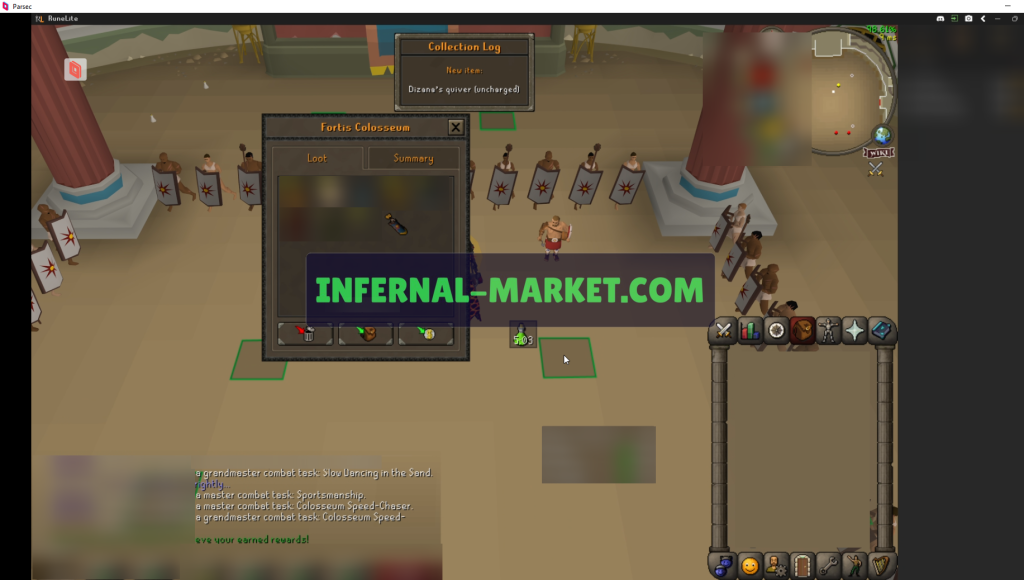 Parsec
RuneLite
Collection Log
New item:
Dizana's quiver (uncharged)
Fortis Colosseum
Loot
Summary
WIKI
INFERNAL-MARKET.COM
a grandmaster combat task: Slow Dancing in the Sand.
rightly...
a master combat task: Sportsmanship.
a master combat task: Colosseum Speed-Chaser.
a grandmaster combat task: Colosseum Speed-
eve your earned rewards!